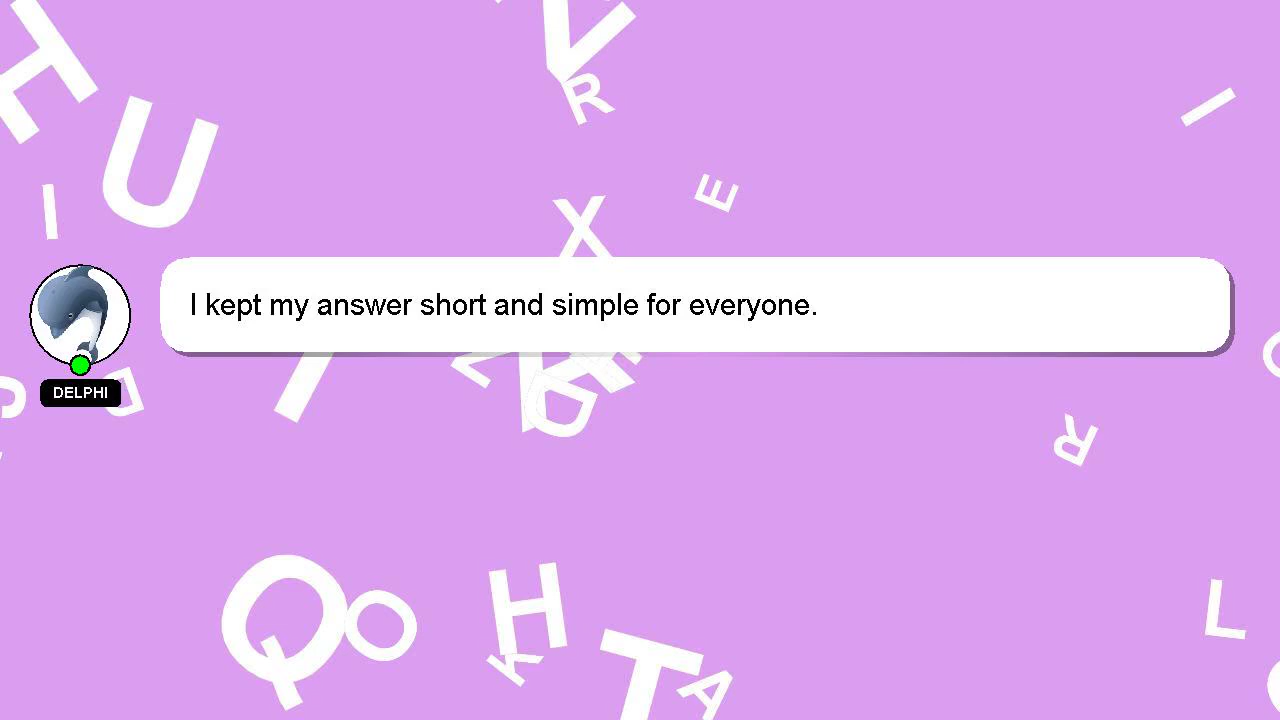 I kept my answer short and simple for everyone.
DELPHI
H
U
V
R
I
E
I
X
I
Z
D
D
R
Q
O
H
K
T
A
L